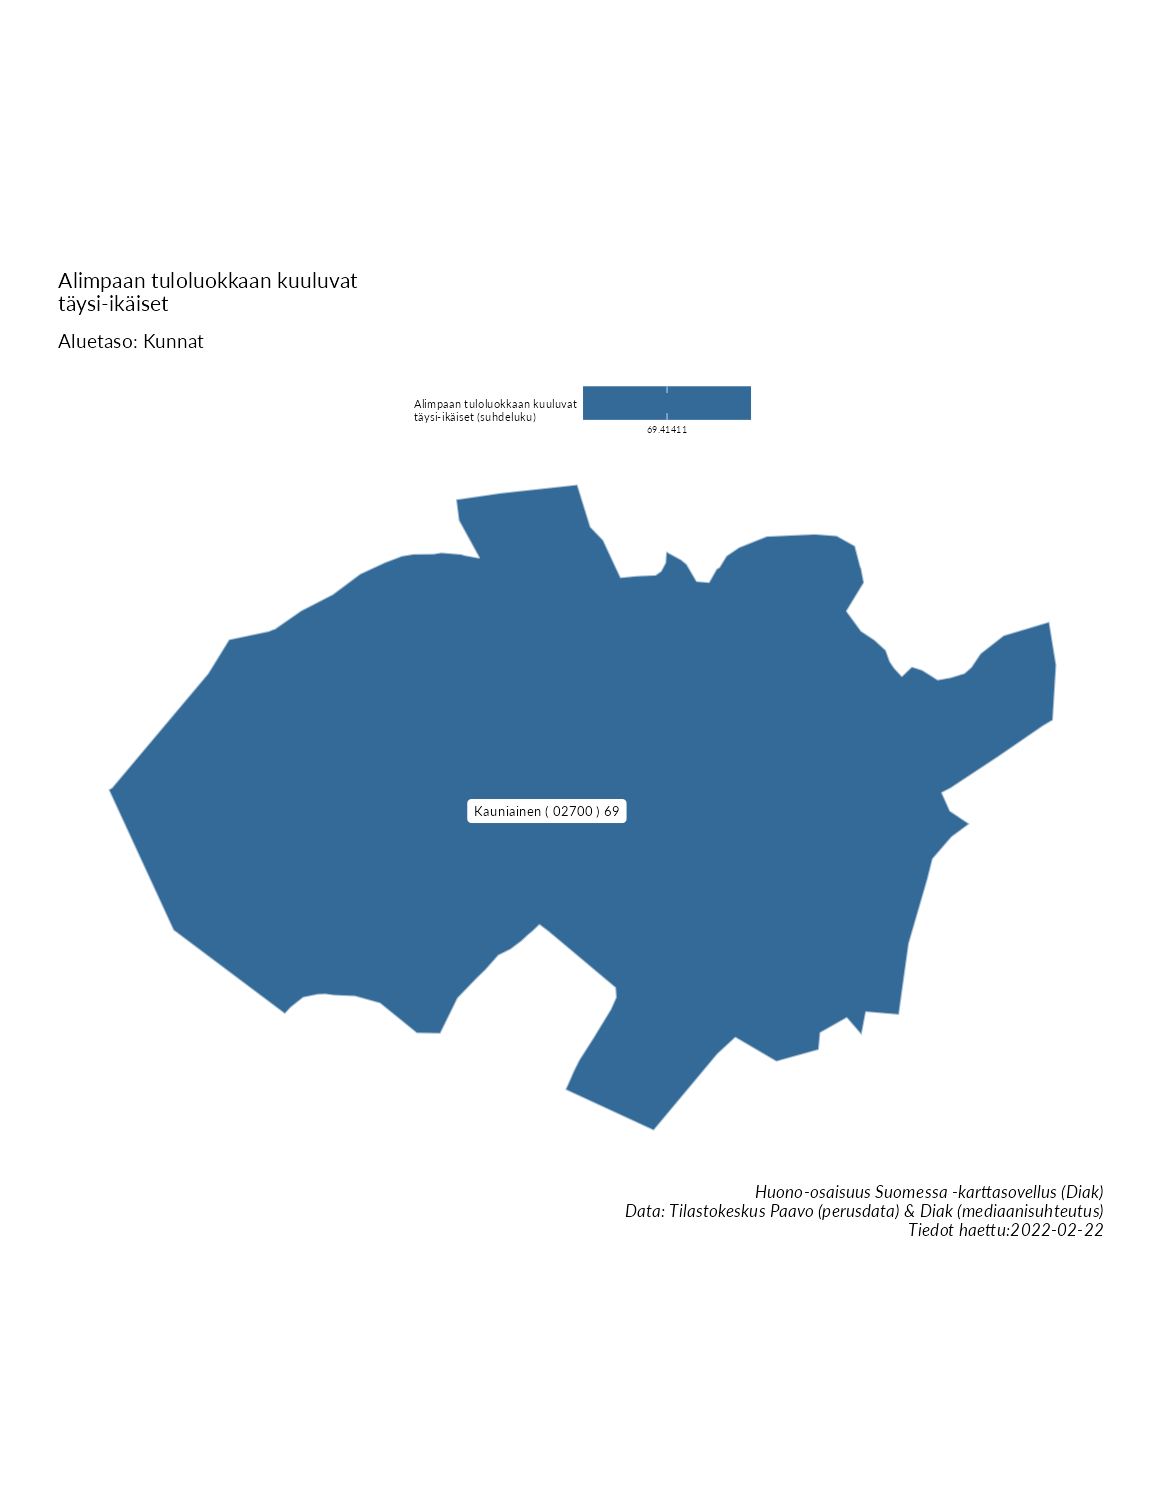 Alimpaan tuloluokkaan kuuluvat
täysi-ikäiset
Aluetaso: Kunnat
Alimpaan tuloluokkaan kuuluvat
täysi-ikäiset (suhdeluku)
69.41411
Kauniainen ( 02700 ) 69
Huono-osaisuus Suomessa -karttasovellus (Diak)
Data: Tilastokeskus Paavo (perusdata) & Diak (mediaanisuhteutus)
Tiedot haettu:2022-02-22